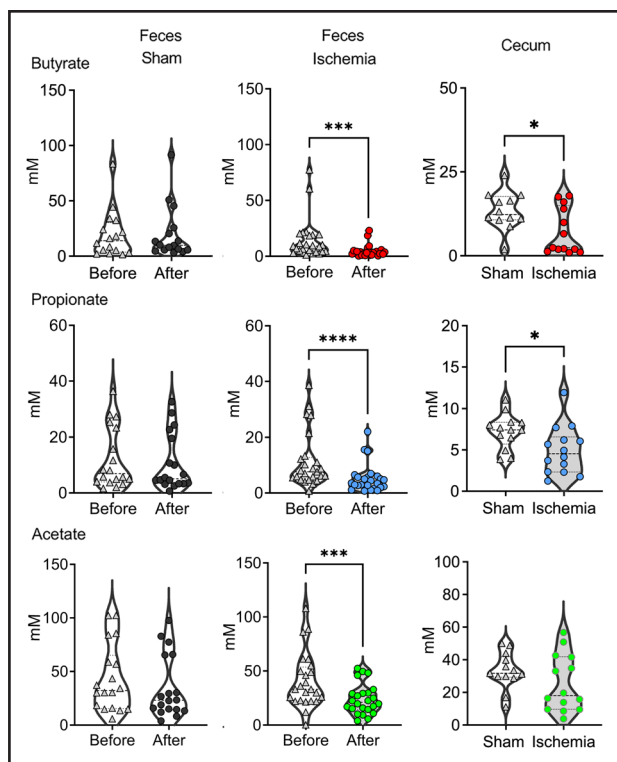 Feces Sham
Feces Ischemia
Cecum
Butyrate
mM
150
100
50
0
Before After
mM
150
100
50
0
***
Before After
mM
50
25
0
*
Sham Ischemia
Propionate
mM
60
40
20
0
Before After
mM
60
40
20
0
****
Before After
mM
20
15
10
5
0
*
Sham Ischemia
Acetate
mM
150
100
50
0
Before After
mM
150
100
50
0
***
Before After
mM
100
80
60
40
20
0
Sham Ischemia